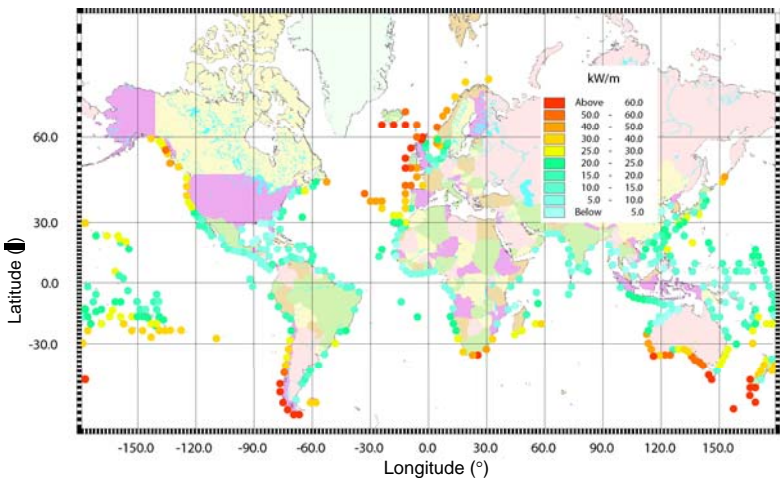 kW/m
Above 60.0
50.0 - 60.0
40.0 - 50.0
30.0 - 40.0
25.0 - 30.0
20.0 - 25.0
15.0 - 20.0
10.0 - 15.0
5.0 - 10.0
Below 5.0
60.0
30.0
0.0
-30.0
Latitude (
-150.0 -120.0 -90.0 -60.0 -30.0 0.0 30.0 60.0 90.0 120.0 150.0
Longitude (°)